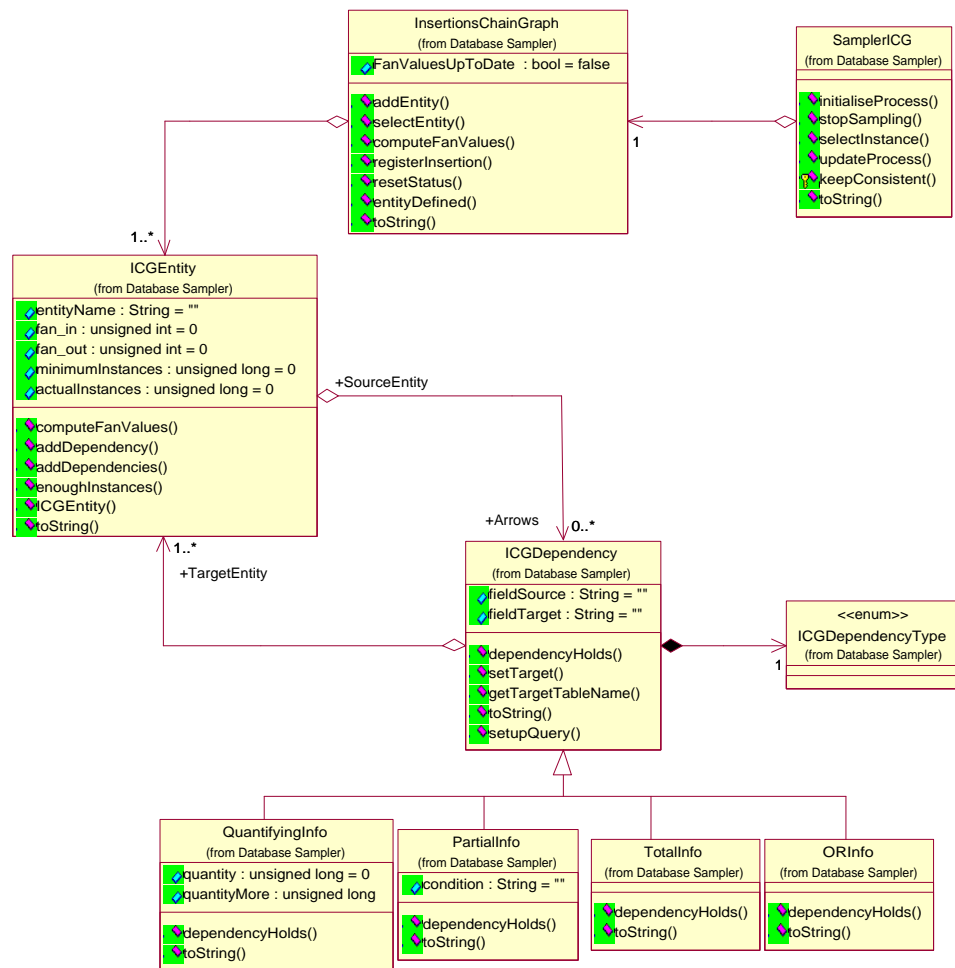 InsertionsChainGraph
(from Database Sampler)
FanValuesUpToDate : bool = false
addEntity()
selectEntity()
computeFanValues()
registerInsertion()
resetStatus()
entityDefined()
toString()
SamplerICG
(from Database Sampler)
initialiseProcess()
stopSampling()
selectInstance()
updateProcess()
keepConsistent()
toString()
1
1..*
ICGEntity
(from Database Sampler)
entityName : String = ""
fan_in : unsigned int = 0
fan_out : unsigned int = 0
minimumInstances : unsigned long = 0
actualInstances : unsigned long = 0
computeFanValues()
addDependency()
addDependencies()
enoughInstances()
ICGEntity()
toString()
+SourceEntity
+Arrows
0..*
1..*
+TargetEntity
ICGDependency
(from Database Sampler)
fieldSource : String = ""
fieldTarget : String = ""
dependencyHolds()
setTarget()
getTargetTableName()
toString()
setupQuery()
<<enum>>
ICGDependencyType
(from Database Sampler)
1
QuantifyingInfo
(from Database Sampler)
quantity : unsigned long = 0
quantityMore : unsigned long
dependencyHolds()
toString()
PartialInfo
(from Database Sampler)
condition : String = ""
dependencyHolds()
toString()
TotalInfo
(from Database Sampler)
dependencyHolds()
toString()
ORInfo
(from Database Sampler)
dependencyHolds()
toString()